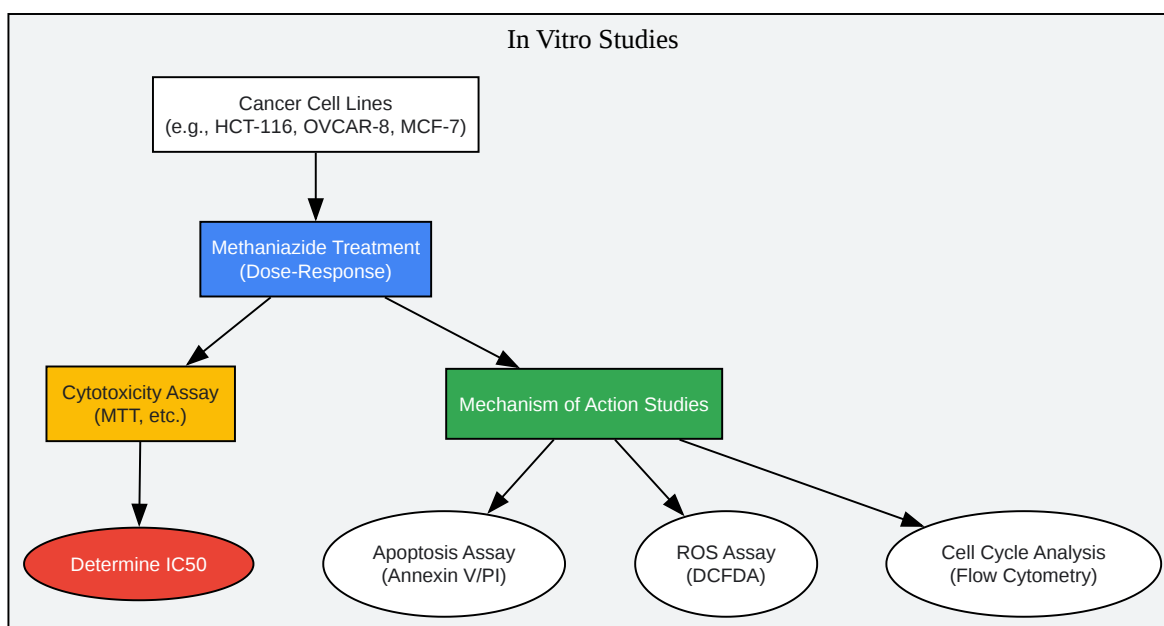 In Vitro Studies
Cancer Cell Lines
(e.g., HCT-116, OVCAR-8, MCF-7)
Methaniazide Treatment
(Dose-Response)
Cytotoxicity Assay
(MTT, etc.)
Mechanism of Action Studies
Determine IC50
Apoptosis Assay
(Annexin V/PI)
ROS Assay
(DCFDA)
Cell Cycle Analysis
(Flow Cytometry)